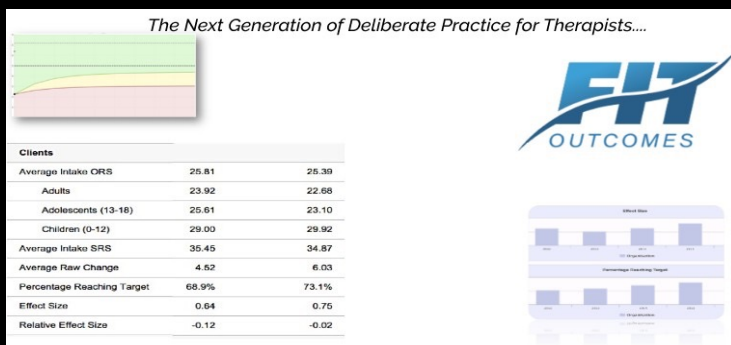 The Next Generation of Deliberate Practice for Therapists....
FIT
OUTCOMES
Clients
Average Intake ORS 25.81 25.39
Adults 23.92 22.68
Adolescents (13-18) 25.61 23.10
Children (0-12) 29.00 29.92
Average Intake SRS 35.45 34.87
Average Raw Change 4.52 6.03
Percentage Reaching Target 68.9% 73.1%
Effect Size 0.64 0.75
Relative Effect Size -0.12 -0.02
Effect Size
Percentage Reaching Target